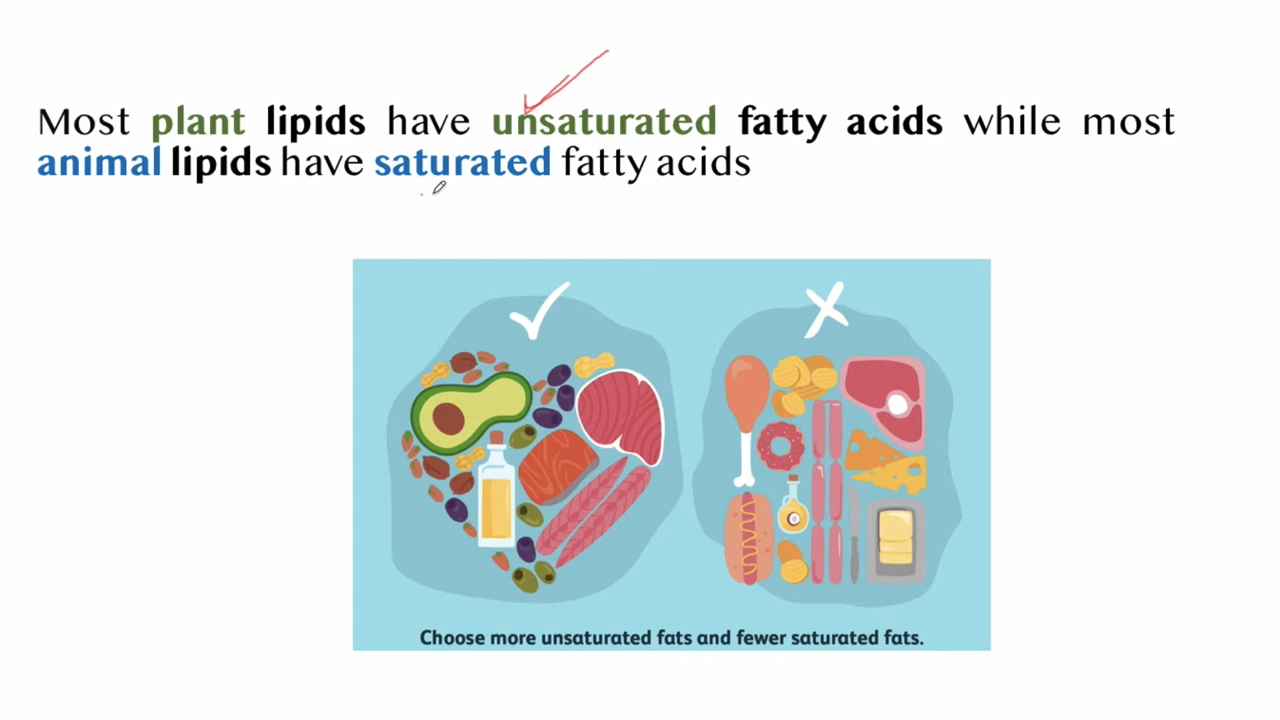 Most plant lipids have unsaturated fatty acids while most
animal lipids have saturated fatty acids
Choose more unsaturated fats and fewer saturated fats.